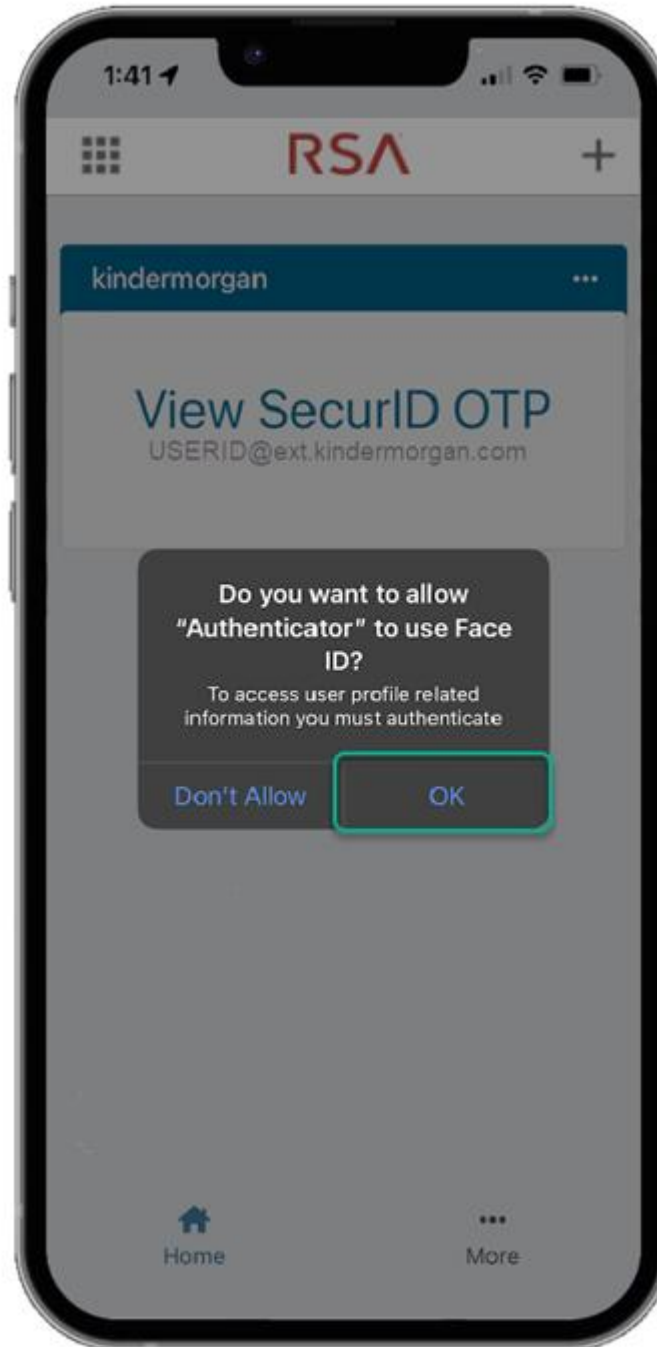 1:41
RSA
kindermorgan
View SecurID OTP
USERID@ext.kindermorgan.com
Do you want to allow
"Authenticator" to use Face
ID?
To access user profile related
information you must authenticate
Don't Allow OK
Home More